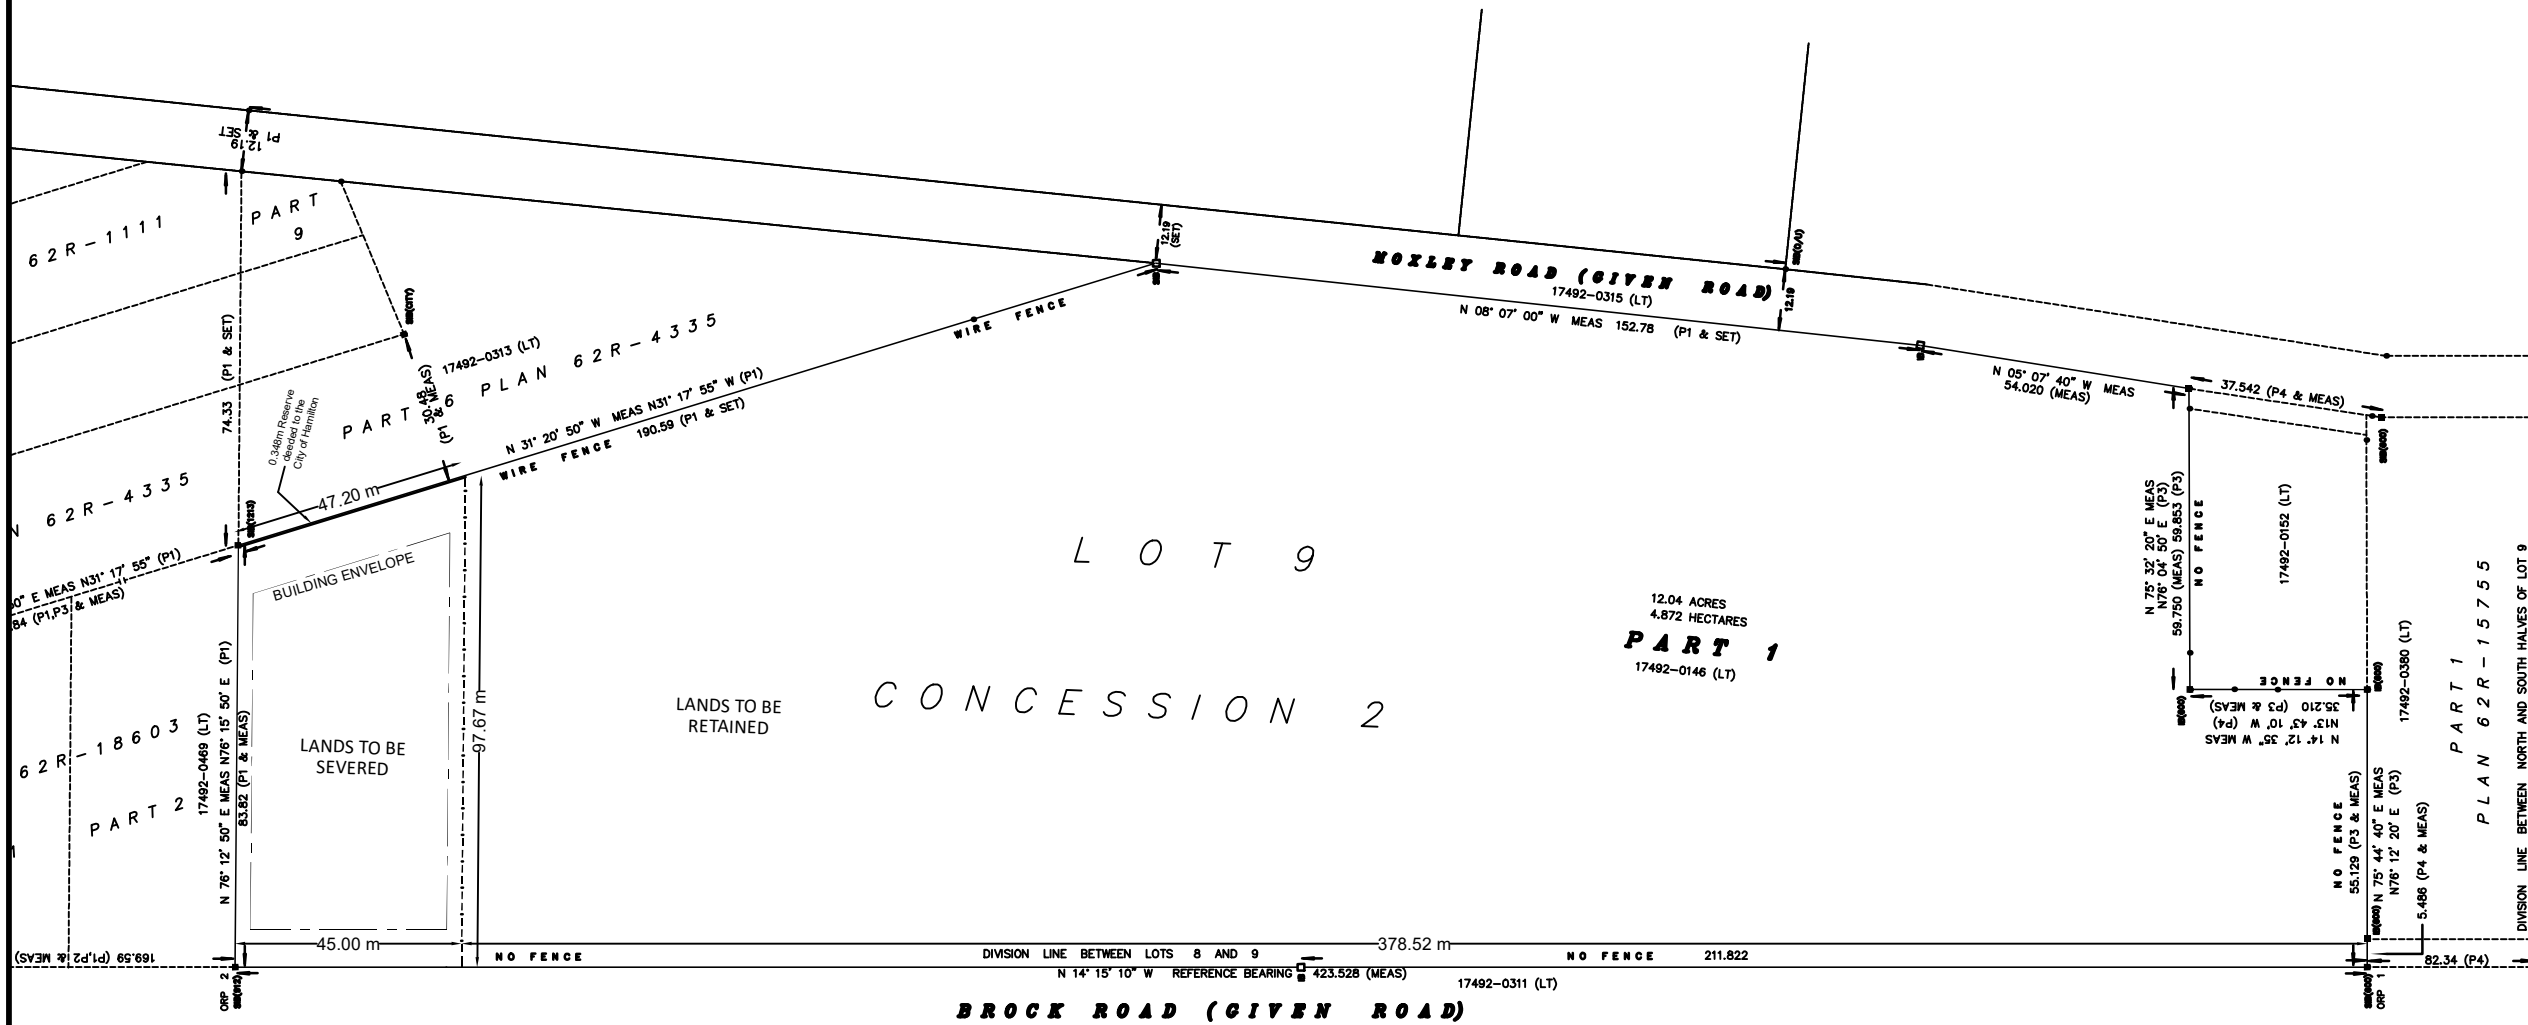 12.19
P1 & SET
62R-1111
PART
9
74.33 (P1 & SET)
SIB(CITY)
30.48
(P1 & MEAS)
17492-0313 (LT)
PART 6 PLAN 62R-4335
0.348m Reserve
deeded to the
City of Hamilton
N 31° 20' 50" W MEAS N31° 17' 55" W (P1)
WIRE FENCE 190.59 (P1 & SET)
WIRE FENCE
12.19
(SET)
MOXLEY ROAD (GIVEN ROAD)
17492-0315 (LT)
N 08° 07' 00" W MEAS 152.78 (P1 & SET)
12.19
N 05° 07' 40" W MEAS
54.020 (MEAS)
37.542 (P4 & MEAS)
N 62R-4335
47.20 m
SIB(1213)
0" E MEAS N31° 17' 55" (P1)
84 (P1,P3 & MEAS)
BUILDING ENVELOPE
LOT 9
CONCESSION 2
12.04 ACRES
4.872 HECTARES
PART 1
17492-0146 (LT)
LANDS TO BE
RETAINED
LANDS TO BE
SEVERED
97.67 m
62R-18603
PART 2
17492-0469 (LT)
N 76° 12' 50" E MEAS N76° 15' 50" E (P1)
83.82 (P1 & MEAS)
N 75° 32' 20" E MEAS
N76° 04' 50" E (P3)
59.750 (MEAS) 59.853 (P3)
NO FENCE
17492-0152 (LT)
NO FENCE
35.210 (P3 & MEAS)
N13° 43' 10" W (P4)
N 14° 12' 35" W MEAS
17492-0380 (LT)
PART 1
PLAN 62R-15755
DIVISION LINE BETWEEN NORTH AND SOUTH HALVES OF LOT 9
NO FENCE
55.129 (P3 & MEAS)
N 75° 44' 40" E MEAS
N76° 12' 20" E (P3)
5.486 (P4 & MEAS)
45.00 m
378.52 m
169.59 (P1,P2 & MEAS)
NO FENCE
DIVISION LINE BETWEEN LOTS 8 AND 9
NO FENCE 211.822
N 14° 15' 10" W REFERENCE BEARING 423.528 (MEAS)
17492-0311 (LT)
82.34 (P4)
ORP 2
SIB(912)
ORP 1
BROCK ROAD (GIVEN ROAD)